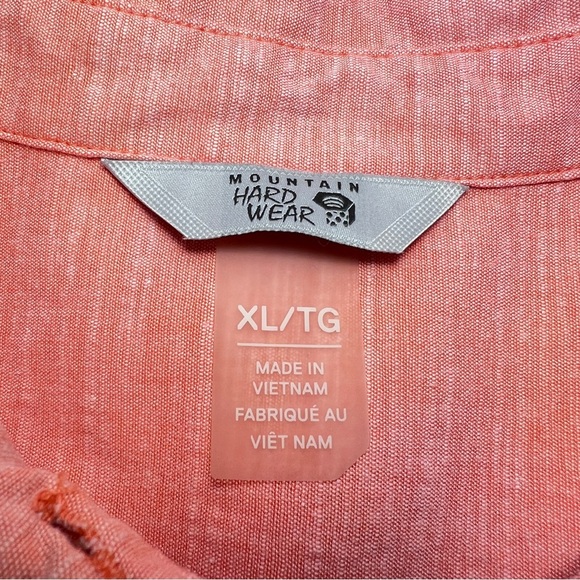 MOUNTAIN
HARD
WEAR
XL/TG
MADE IN
VIETNAM
FABRIQUÉ AU
VIÊT NAM